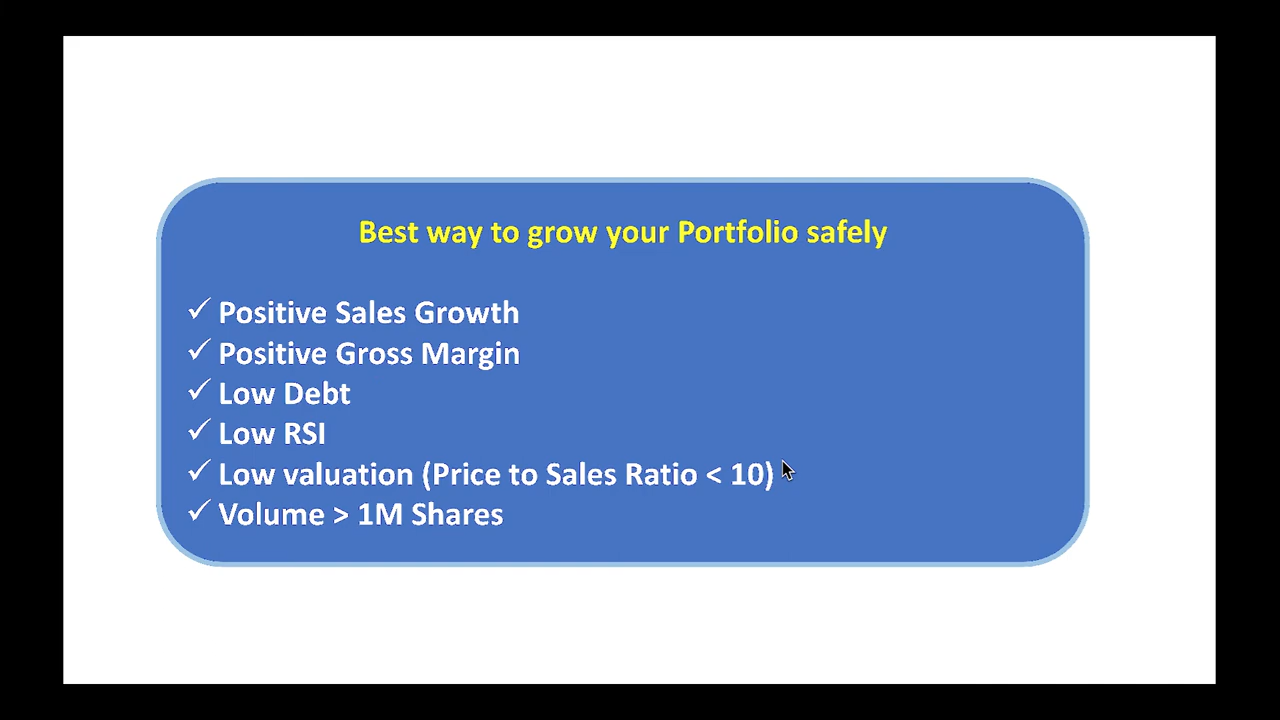 Best way to grow your Portfolio safely
✓ Positive Sales Growth
✓ Positive Gross Margin
✓ Low Debt
✓ Low RSI
✓ Low valuation (Price to Sales Ratio < 10)
✓ Volume > 1M Shares